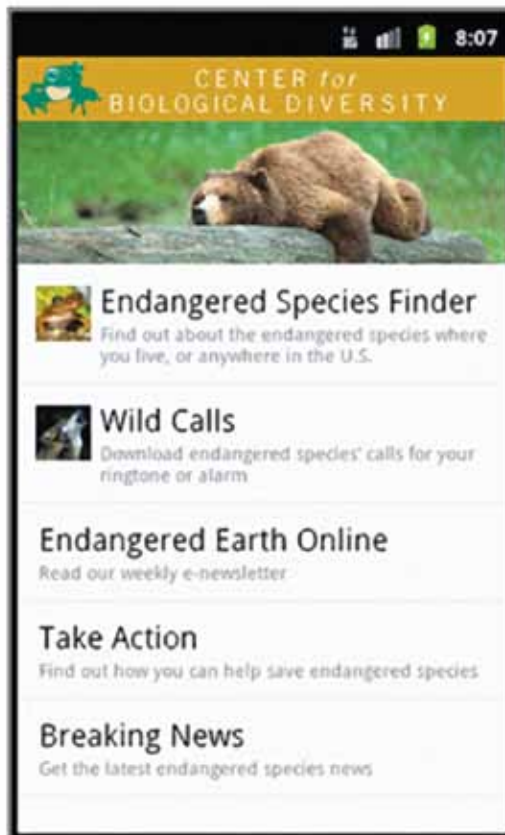 8:07
CENTER for
BIOLOGICAL DIVERSITY
Endangered Species Finder
Find out about the endangered species where
you live, or anywhere in the U.S.
Wild Calls
Download endangered species' calls for your
ringtone or alarm
Endangered Earth Online
Read our weekly e-newsletter
Take Action
Find out how you can help save endangered species
Breaking News
Get the latest endangered species news